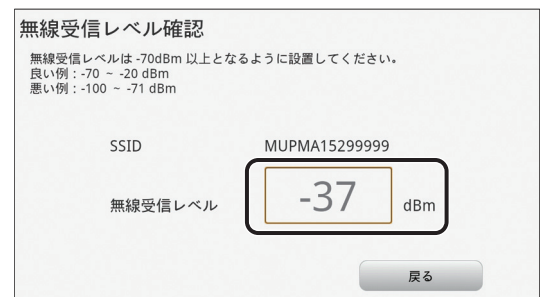 無線受信レベル確認
無線受信レベルは -70dBm 以上となるように設置してください。
良い例：-70 ~ -20 dBm
悪い例：-100 ~ -71 dBm
SSID MUPMA15299999
無線受信レベル -37 dBm
戻る